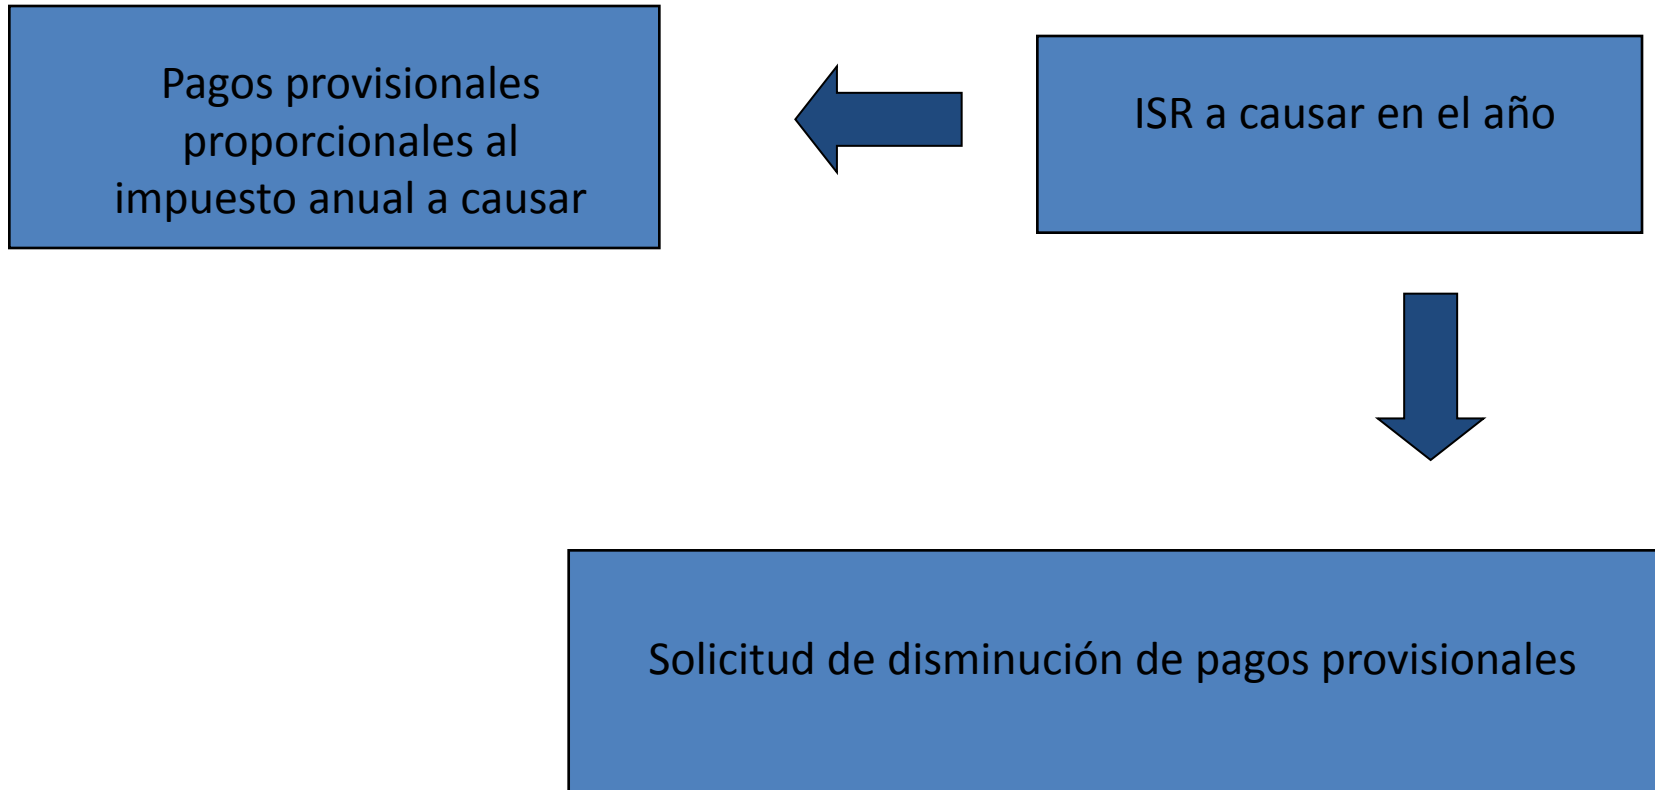 Pagos provisionales
proporcionales al
impuesto anual a causar
ISR a causar en el año
Solicitud de disminución de pagos provisionales